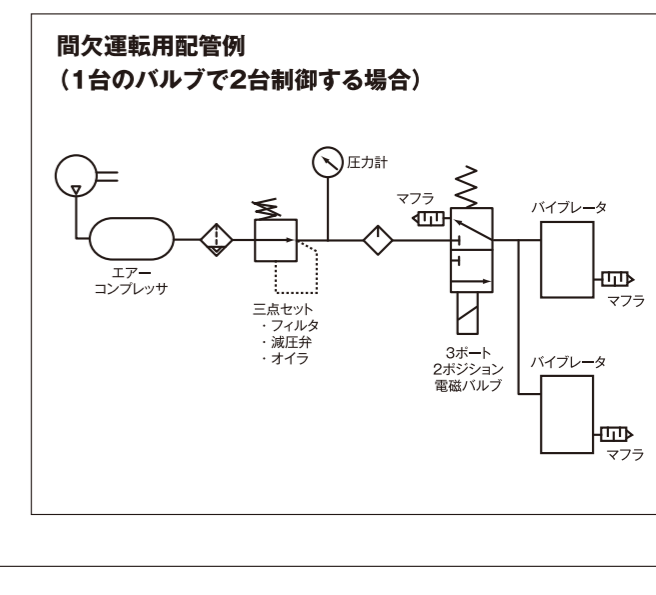 間欠運転用配管例
（1台のバルブで2台制御する場合）
圧力計
マフラ
バイブレータ
エアー
コンプレッサ
マフラ
三点セット
・フィルタ
・減圧弁
・オイラ
3ポート
2ポジション
電磁バルブ
バイブレータ
マフラ